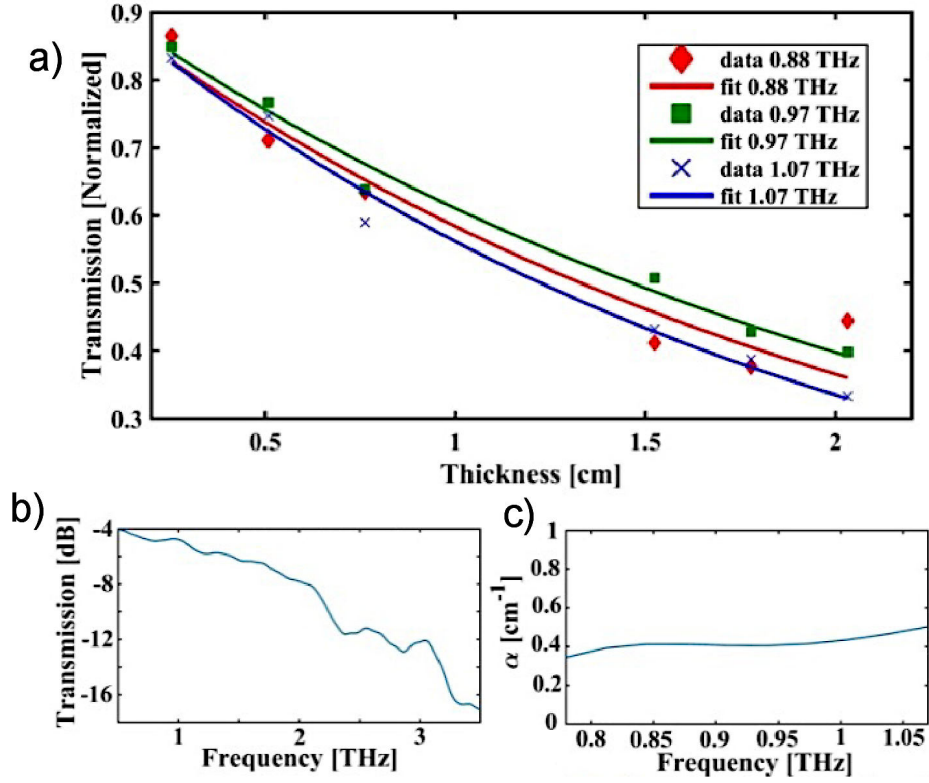 a)
Transmission [Normalized]
0.9
0.8
0.7
0.6
0.5
0.4
0.3
data 0.88 THz
fit 0.88 THz
data 0.97 THz
fit 0.97 THz
data 1.07 THz
fit 1.07 THz
0.5 1 1.5 2
Thickness [cm]
b)
Transmission [dB]
-4
-8
-12
-16
1 2 3
Frequency [THz]
c)
α [cm-1]
1
0.8
0.6
0.4
0.2
0
0.8 0.85 0.9 0.95 1 1.05
Frequency [THz]